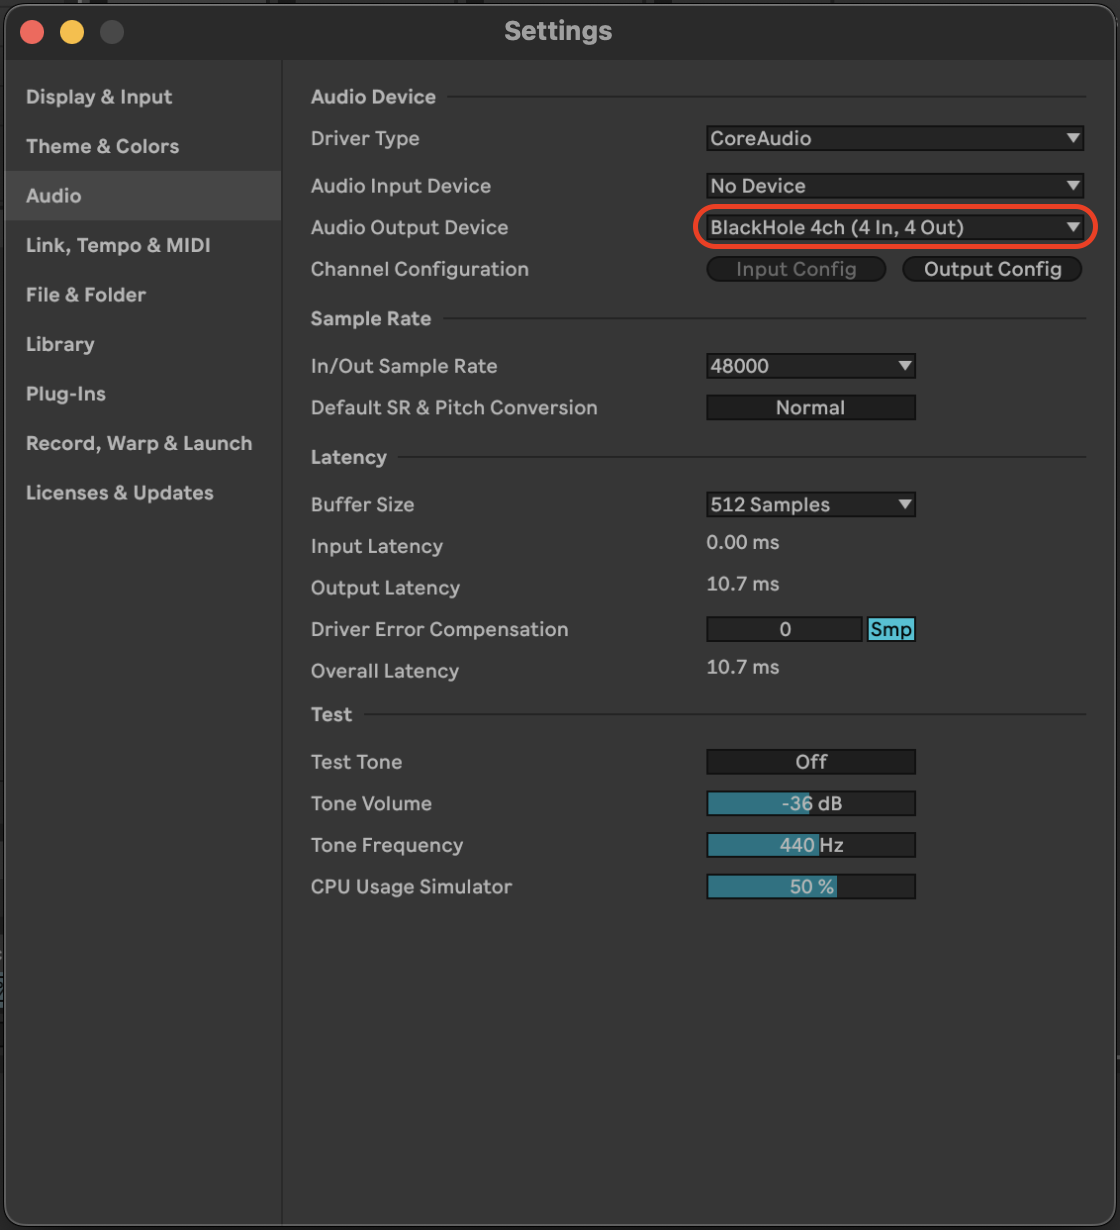 Settings
Display & Input
Theme & Colors
Audio
Link, Tempo & MIDI
File & Folder
Library
Plug-Ins
Record, Warp & Launch
Licenses & Updates
Audio Device
Driver Type CoreAudio
Audio Input Device No Device
Audio Output Device BlackHole 4ch (4 In, 4 Out)
Channel Configuration Input Config Output Config
Sample Rate
In/Out Sample Rate 48000
Default SR & Pitch Conversion Normal
Latency
Buffer Size 512 Samples
Input Latency 0.00 ms
Output Latency 10.7 ms
Driver Error Compensation 0 Smp
Overall Latency 10.7 ms
Test
Test Tone Off
Tone Volume -36 dB
Tone Frequency 440 Hz
CPU Usage Simulator 50 %